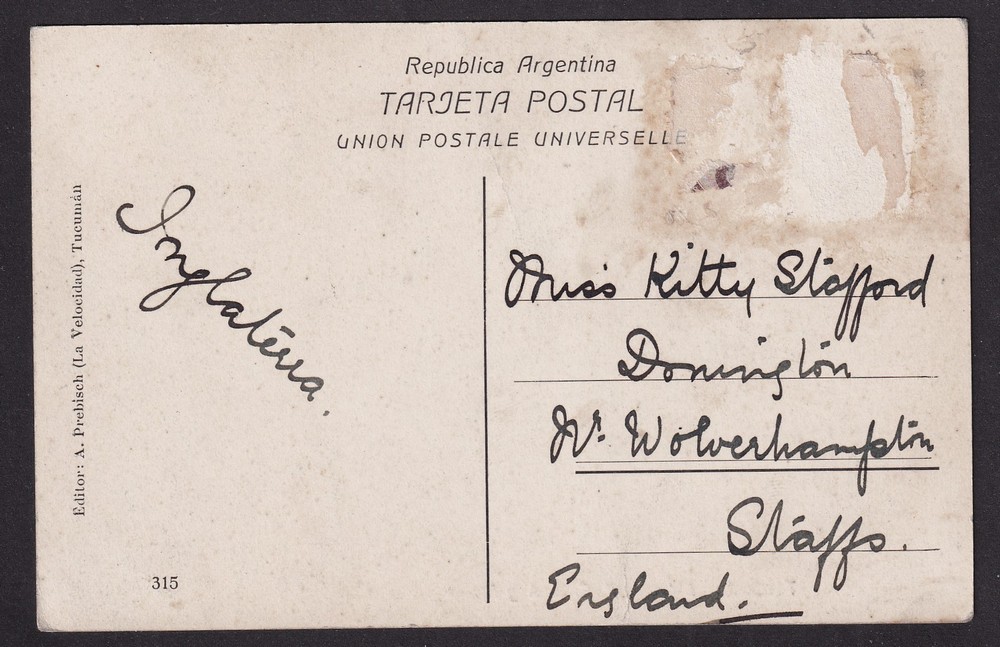 Republica Argentina
TARJETA POSTAL
UNION POSTALE UNIVERSELLE
Editor: A. Prebisch (La Velocidad), Tucumán
Inglaterra.
Miss Kitty Stafford
Donington
Nr. Wolverhampton
Staffs.
England.
315